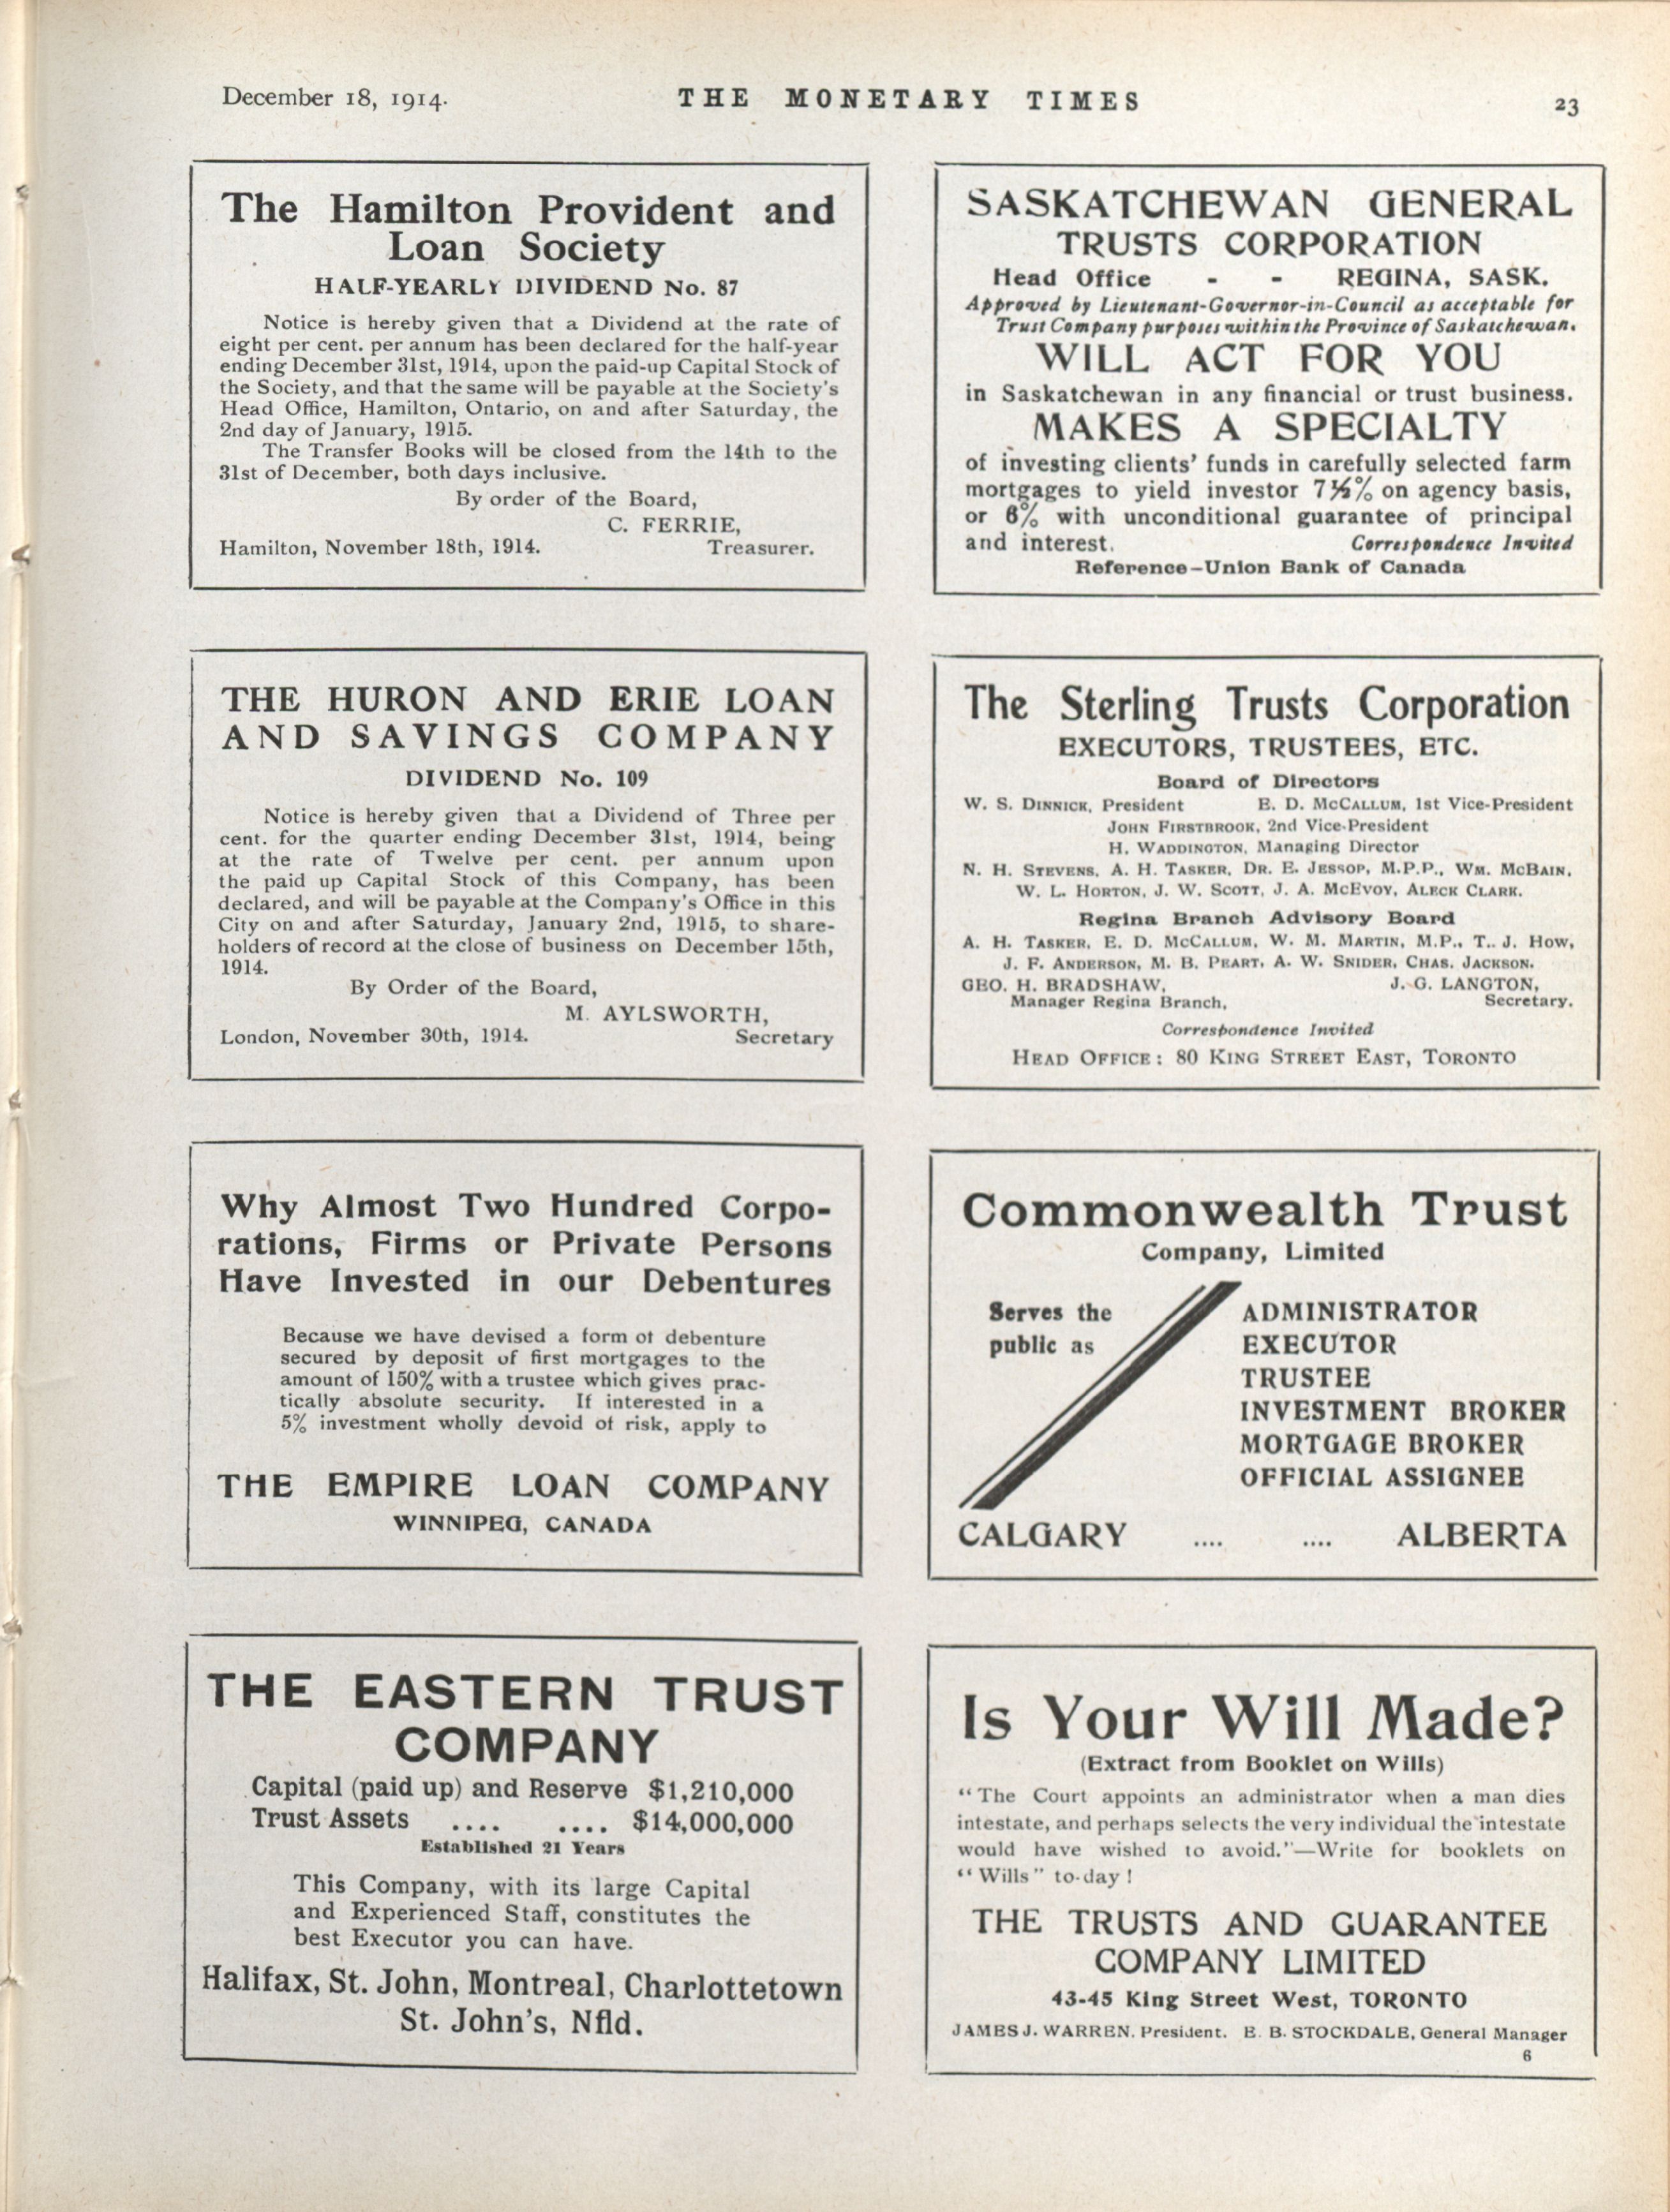 December 18, 1914.
THE MONETARY TIMES
23
The Hamilton Provident and
Loan Society
HALF-YEARLY DIVIDEND No. 87
Notice is hereby given that a Dividend at the rate of
eight per cent. per annum has been declared for the half-year
ending December 31st, 1914, upon the paid-up Capital Stock of
the Society, and that the same will be payable at the Society's
Head Office, Hamilton, Ontario, on and after Saturday, the
2nd day of January, 1915.
The Transfer Books will be closed from the 14th to the
31st of December, both days inclusive.
By order of the Board,
C. FERRIE,
Hamilton, November 18th, 1914. Treasurer.
THE HURON AND ERIE LOAN
AND SAVINGS COMPANY
DIVIDEND No. 109
Notice is hereby given that a Dividend of Three per
cent. for the quarter ending December 31st, 1914, being
at the rate of Twelve per cent. per annum upon
the paid up Capital Stock of this Company, has been
declared, and will be payable at the Company's Office in this
City on and after Saturday, January 2nd, 1915, to share-
holders of record at the close of business on December 15th,
1914.
By Order of the Board,
M. AYLSWORTH,
London, November 30th, 1914. Secretary
Why Almost Two Hundred Corpo-
rations, Firms or Private Persons
Have Invested in our Debentures
Because we have devised a form of debenture
secured by deposit of first mortgages to the
amount of 150% with a trustee which gives prac-
tically absolute security. If interested in a
5% investment wholly devoid of risk, apply to
THE EMPIRE LOAN COMPANY
WINNIPEG, CANADA
THE EASTERN TRUST
COMPANY
Capital (paid up) and Reserve $1,210,000
Trust Assets .... .... $14,000,000
Established 21 Years
This Company, with its large Capital
and Experienced Staff, constitutes the
best Executor you can have.
Halifax, St. John, Montreal, Charlottetown
St. John's, Nfld.
SASKATCHEWAN GENERAL
TRUSTS CORPORATION
Head Office - - REGINA, SASK.
Approved by Lieutenant-Governor-in-Council as acceptable for
Trust Company purposes within the Province of Saskatchewan.
WILL ACT FOR YOU
in Saskatchewan in any financial or trust business.
MAKES A SPECIALTY
of investing clients' funds in carefully selected farm
mortgages to yield investor 7½% on agency basis,
or 6% with unconditional guarantee of principal
and interest. Correspondence Invited
Reference—Union Bank of Canada
The Sterling Trusts Corporation
EXECUTORS, TRUSTEES, ETC.
Board of Directors
W. S. DINNICK, President E. D. MCCALLUM, 1st Vice-President
JOHN FIRSTBROOK, 2nd Vice-President
H. WADDINGTON, Managing Director
N. H. STEVENS, A. H. TASKER, DR. E. JESSOP, M.P.P., WM. MCBAIN,
W. L. HORTON, J. W. SCOTT, J. A. MCEVOY, ALECK CLARK.
Regina Branch Advisory Board
A. H. TASKER, E. D. MCCALLUM, W. M. MARTIN, M.P., T. J. HOW,
J. F. ANDERSON, M. B. PEART, A. W. SNIDER, CHAS. JACKSON.
GEO. H. BRADSHAW, J. G. LANGTON,
Manager Regina Branch, Secretary.
Correspondence Invited
HEAD OFFICE: 80 KING STREET EAST, TORONTO
Commonwealth Trust
Company, Limited
Serves the
public as
ADMINISTRATOR
EXECUTOR
TRUSTEE
INVESTMENT BROKER
MORTGAGE BROKER
OFFICIAL ASSIGNEE
CALGARY .... .... ALBERTA
Is Your Will Made?
(Extract from Booklet on Wills)
"The Court appoints an administrator when a man dies
intestate, and perhaps selects the very individual the intestate
would have wished to avoid."—Write for booklets on
"Wills" to-day!
THE TRUSTS AND GUARANTEE
COMPANY LIMITED
43-45 King Street West, TORONTO
JAMES J. WARREN, President. E. B. STOCKDALE, General Manager
6